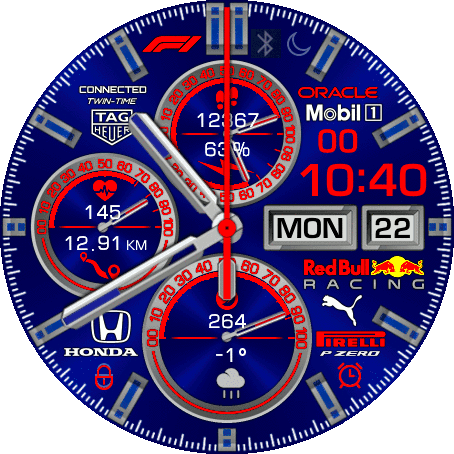 F1
CONNECTED
TWIN-TIME
TAG
HEUER
ORACLE
Mobil 1
00
10:40
12367
63%
145
12.91 KM
MON 22
Red Bull
RACING
264
-1°
HONDA
PIRELLI
P ZERO